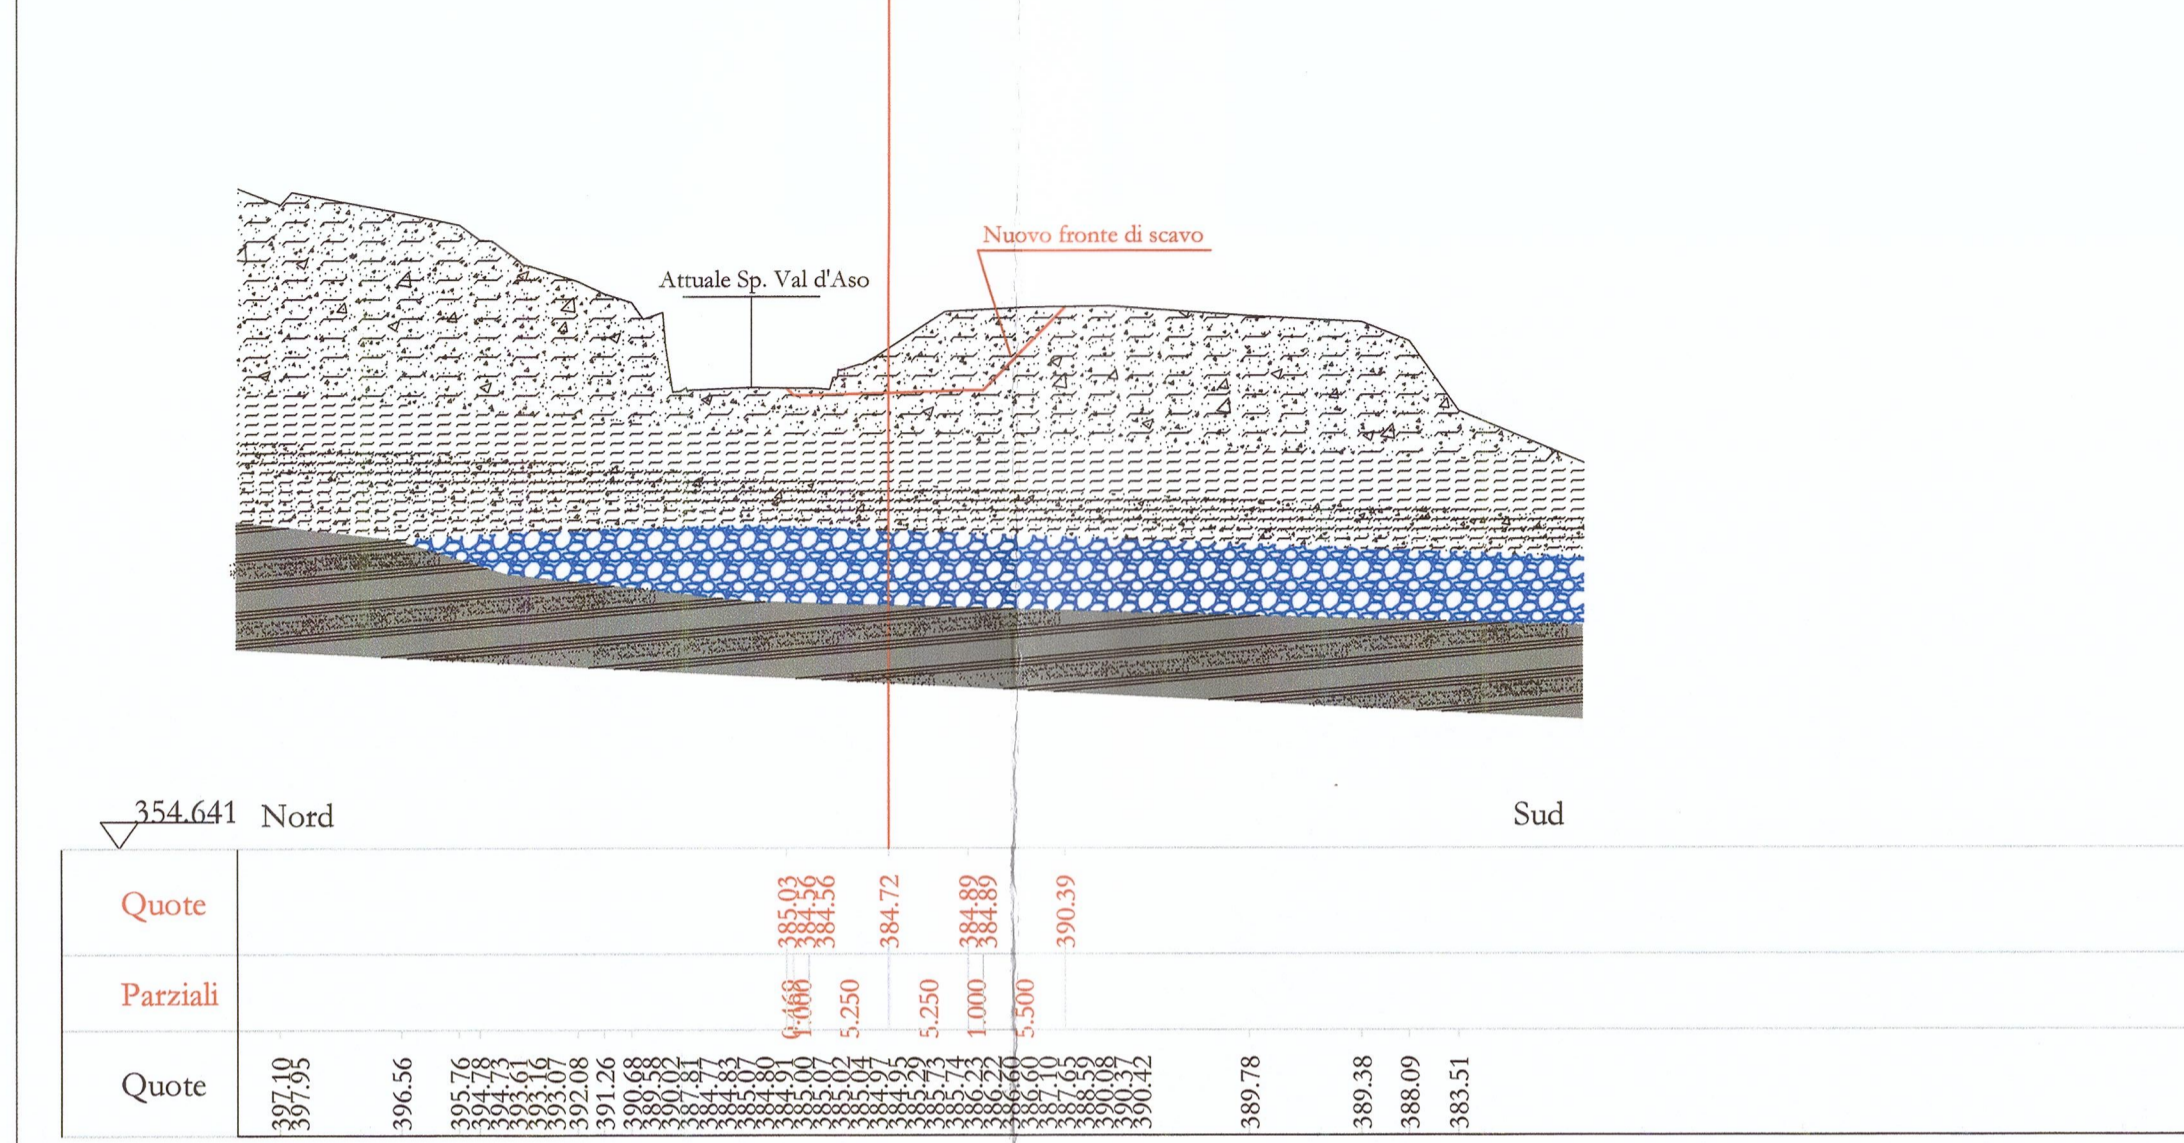 Nuovo fronte di scavo
Attuale Sp. Val d'Aso
354.641 Nord Sud
Quote 385.03 384.56 384.56 384.72 384.89 384.89 390.39
Parziali 0.469 1.000 5.250 5.250 1.000 5.500
Quote 397.10 397.95 396.56 395.76 394.78 394.73 393.61 393.16 393.07 392.08 391.26 390.68 389.58 390.02 387.81 384.77 384.83 385.07 384.80 384.91 385.00 385.07 385.02 385.04 384.97 384.95 385.29 385.73 385.74 386.23 386.22 386.60 386.60 387.10 387.65 388.59 390.08 390.37 390.42 389.78 389.38 388.09 383.51